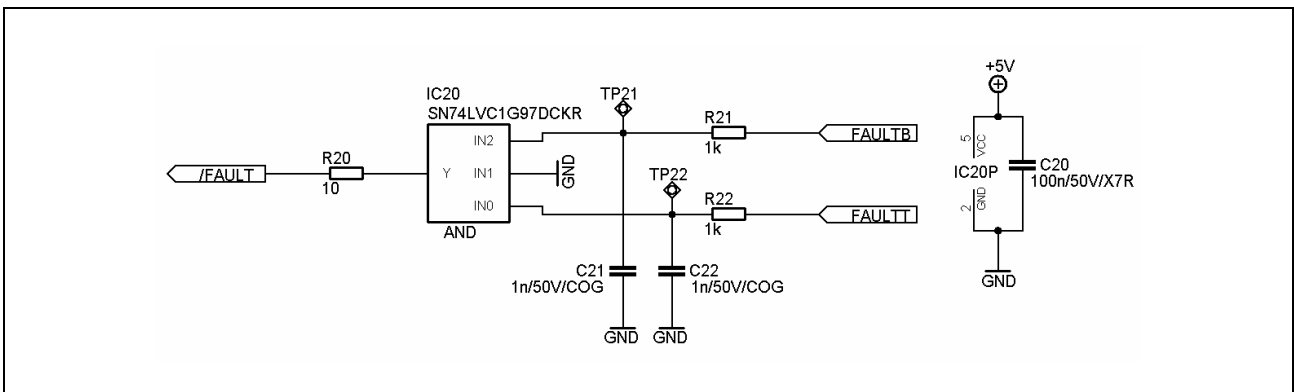 IC20
SN74LVC1G97DCKR
IN2
Y IN1
IN0
AND
/FAULT
R20
10
GND
TP21
R21
1k
FAULTB
TP22
R22
1k
FAULTT
C21
1n/50V/COG
C22
1n/50V/COG
GND GND
+5V
5
VCC
IC20P
2
GND
C20
100n/50V/X7R
GND